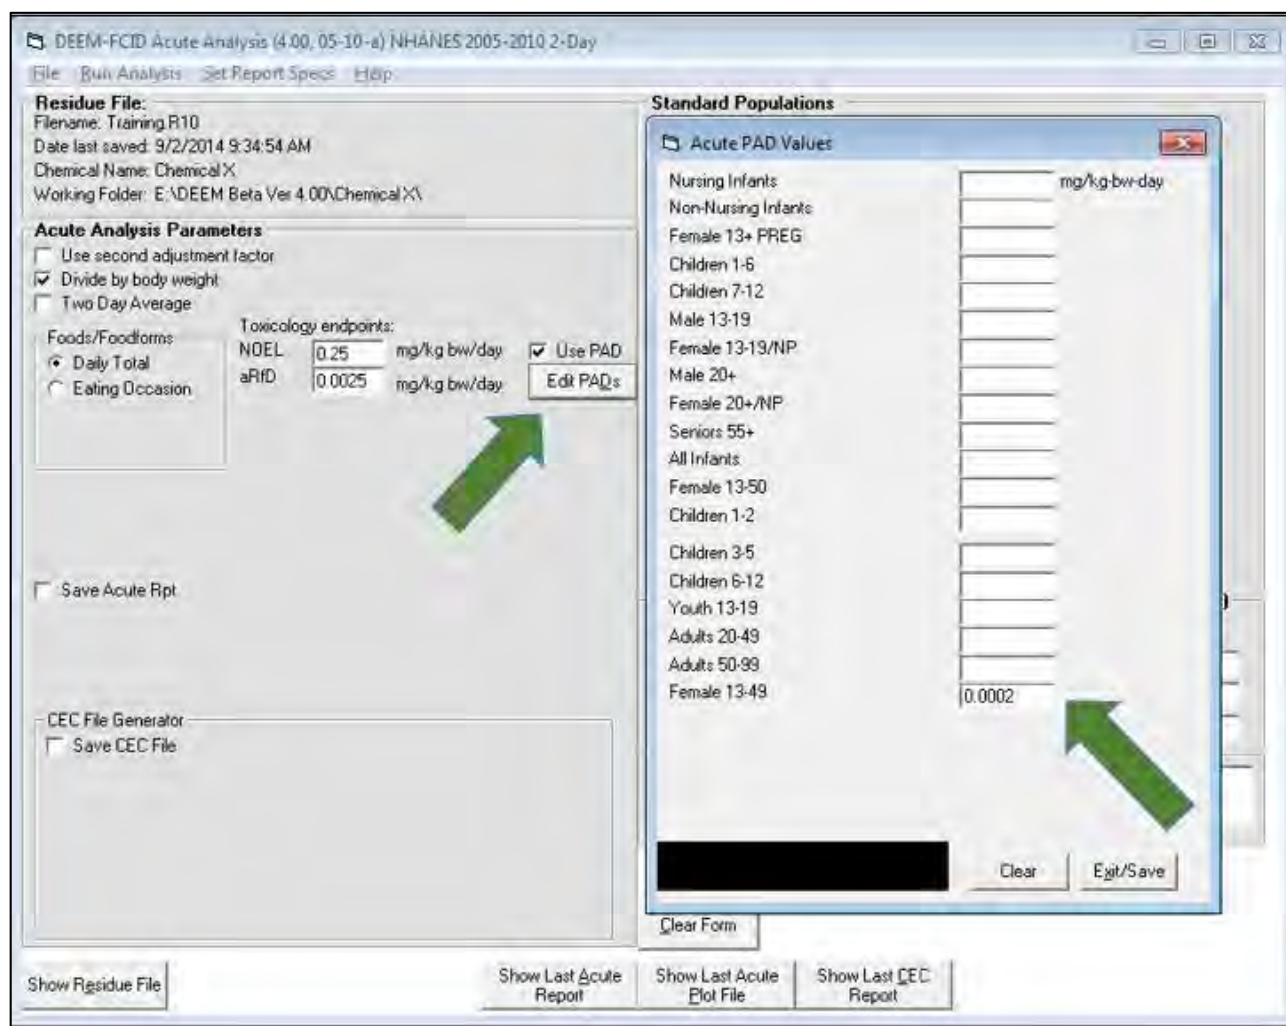 DEEM-FCID Acute Analysis (4.00, 05-10-a) NHANES 2005-2010 2-Day
File Run Analysis Set Report Specs Help
Residue File:
Filename: Training.R10
Date last saved: 9/2/2014 9:34:54 AM
Chemical Name: Chemical X
Working Folder: E:\DEEM Beta Ver 4.00\Chemical X\
Acute Analysis Parameters
Use second adjustment factor
Divide by body weight
Two Day Average
Foods/Foodforms
Daily Total
Eating Occasion
Toxicology endpoints:
NOEL 0.25 mg/kg bw/day Use PAD
aRfD 0.0025 mg/kg bw/day Edit PADs
Save Acute Rpt
CEC File Generator
Save CEC File
Standard Populations
Acute PAD Values
Nursing Infants mg/kg-bw-day
Non-Nursing Infants
Female 13+ PREG
Children 1-6
Children 7-12
Male 13-19
Female 13-19/NP
Male 20+
Female 20+/NP
Seniors 55+
All Infants
Female 13-50
Children 1-2
Children 3-5
Children 6-12
Youth 13-19
Adults 20-49
Adults 50-99
Female 13-49 0.0002
Clear Exit/Save
Clear Form
Show Residue File
Show Last Acute
Report
Show Last Acute
Plot File
Show Last CEC
Report